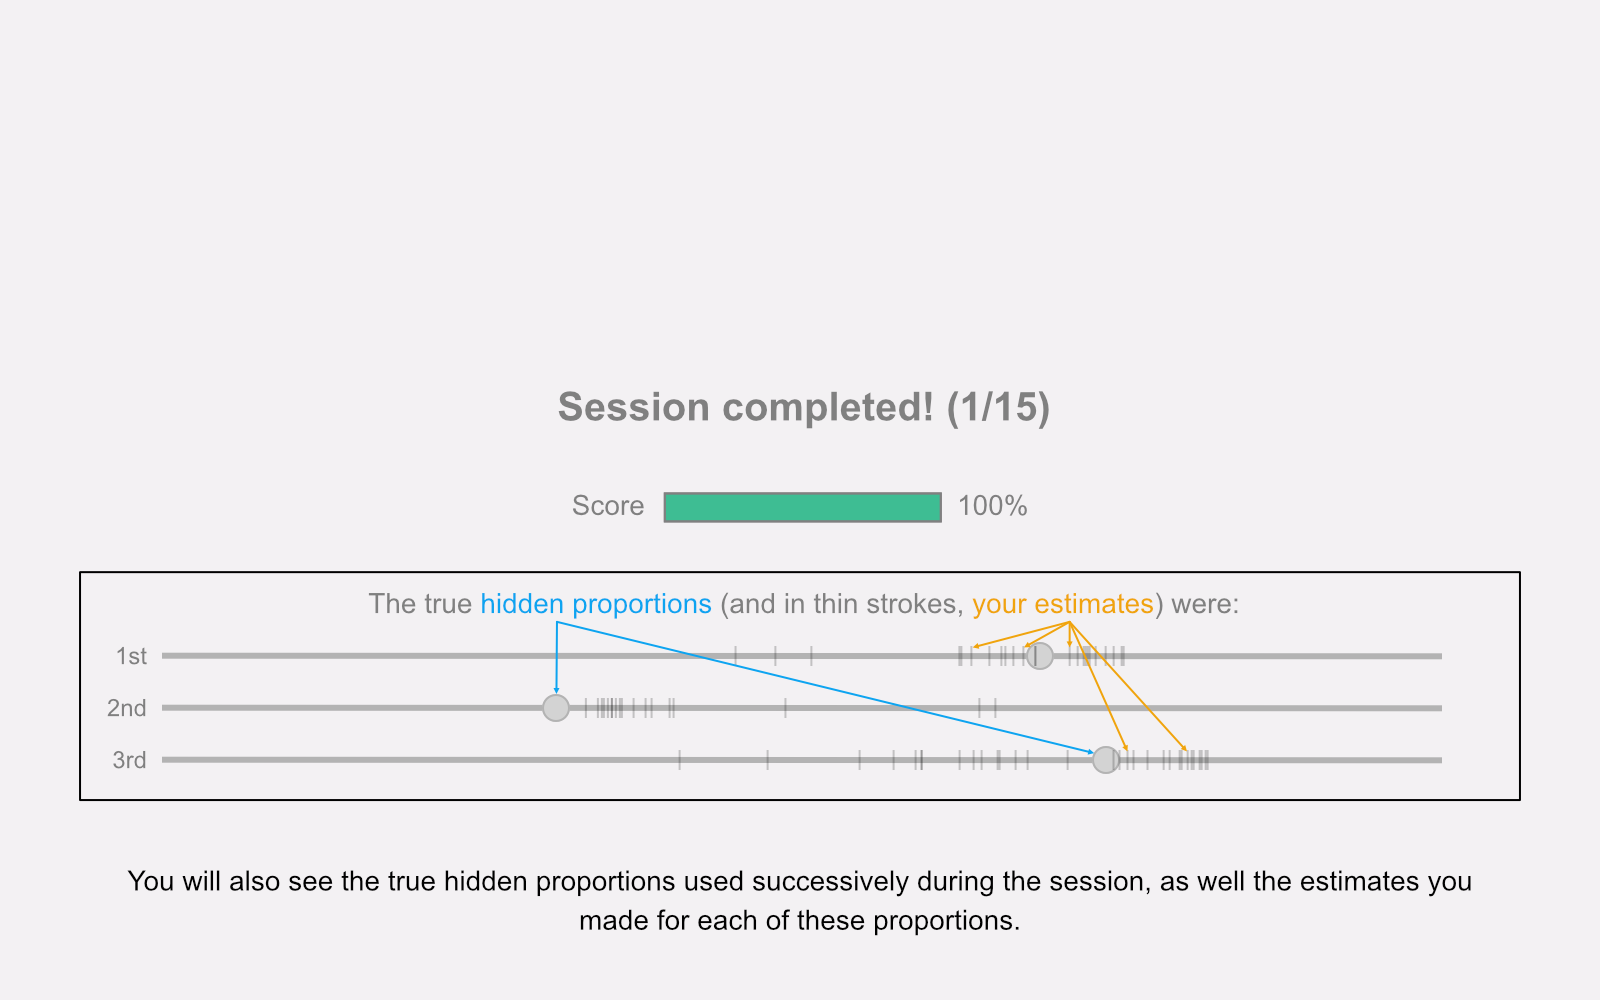 Session completed! (1/15)
Score 100%
The true hidden proportions (and in thin strokes, your estimates) were:
1st
2nd
3rd
You will also see the true hidden proportions used successively during the session, as well the estimates you
made for each of these proportions.